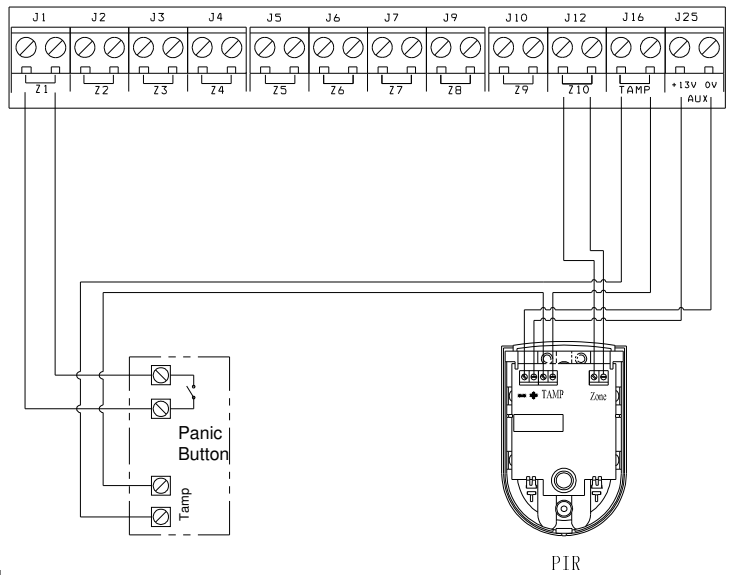 J1 J2 J3 J4 J5 J6 J7 J9 J10 J12 J16 J25
Z1 Z2 Z3 Z4 Z5 Z6 Z7 Z8 Z9 Z10 TAMP +13V 0V
AUX
- + TAMP Zone
Panic
Button
Tamp
PIR